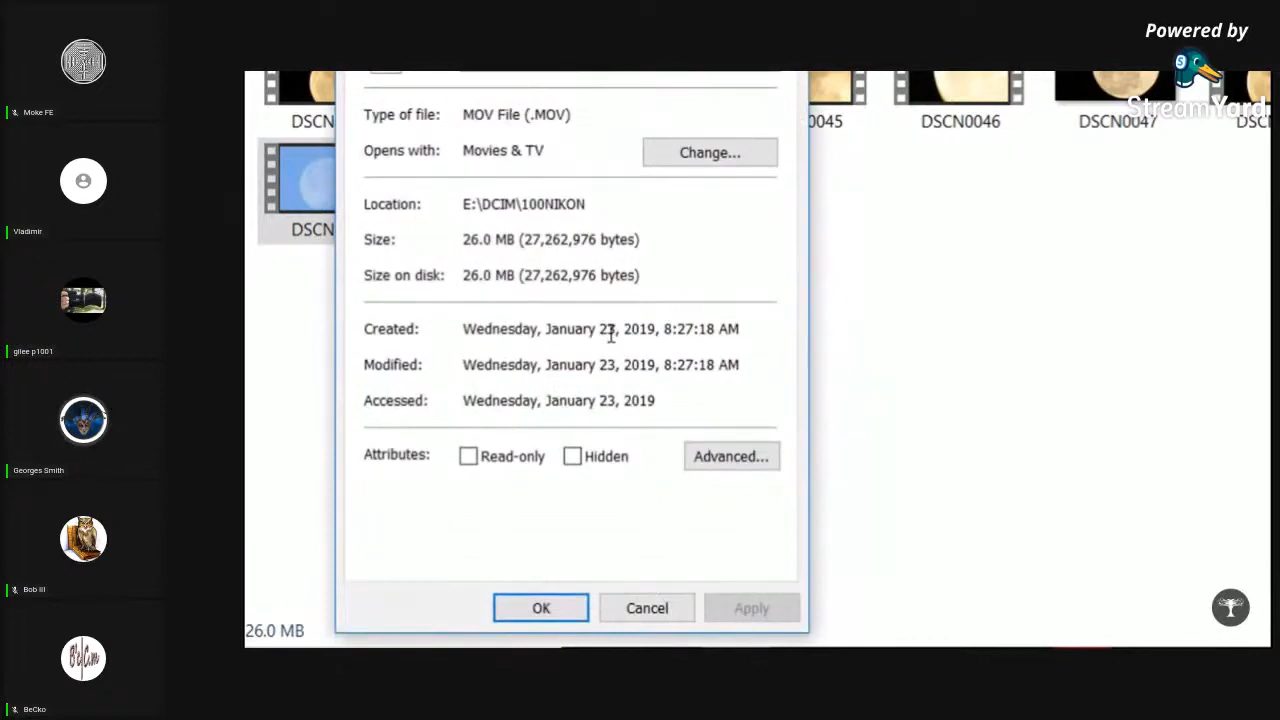 Powered by
StreamYard
Moke FE
Vladimir
gilee p1001
Georges Smith
Bob III
BeCko
DSCN
0045
DSCN0046
DSCN0047
DSC
DSCN
Type of file: MOV File (.MOV)
Opens with: Movies & TV Change...
Location: E:\DCIM\100NIKON
Size: 26.0 MB (27,262,976 bytes)
Size on disk: 26.0 MB (27,262,976 bytes)
Created: Wednesday, January 23, 2019, 8:27:18 AM
Modified: Wednesday, January 23, 2019, 8:27:18 AM
Accessed: Wednesday, January 23, 2019
Attributes: Read-only Hidden Advanced...
OK Cancel Apply
26.0 MB